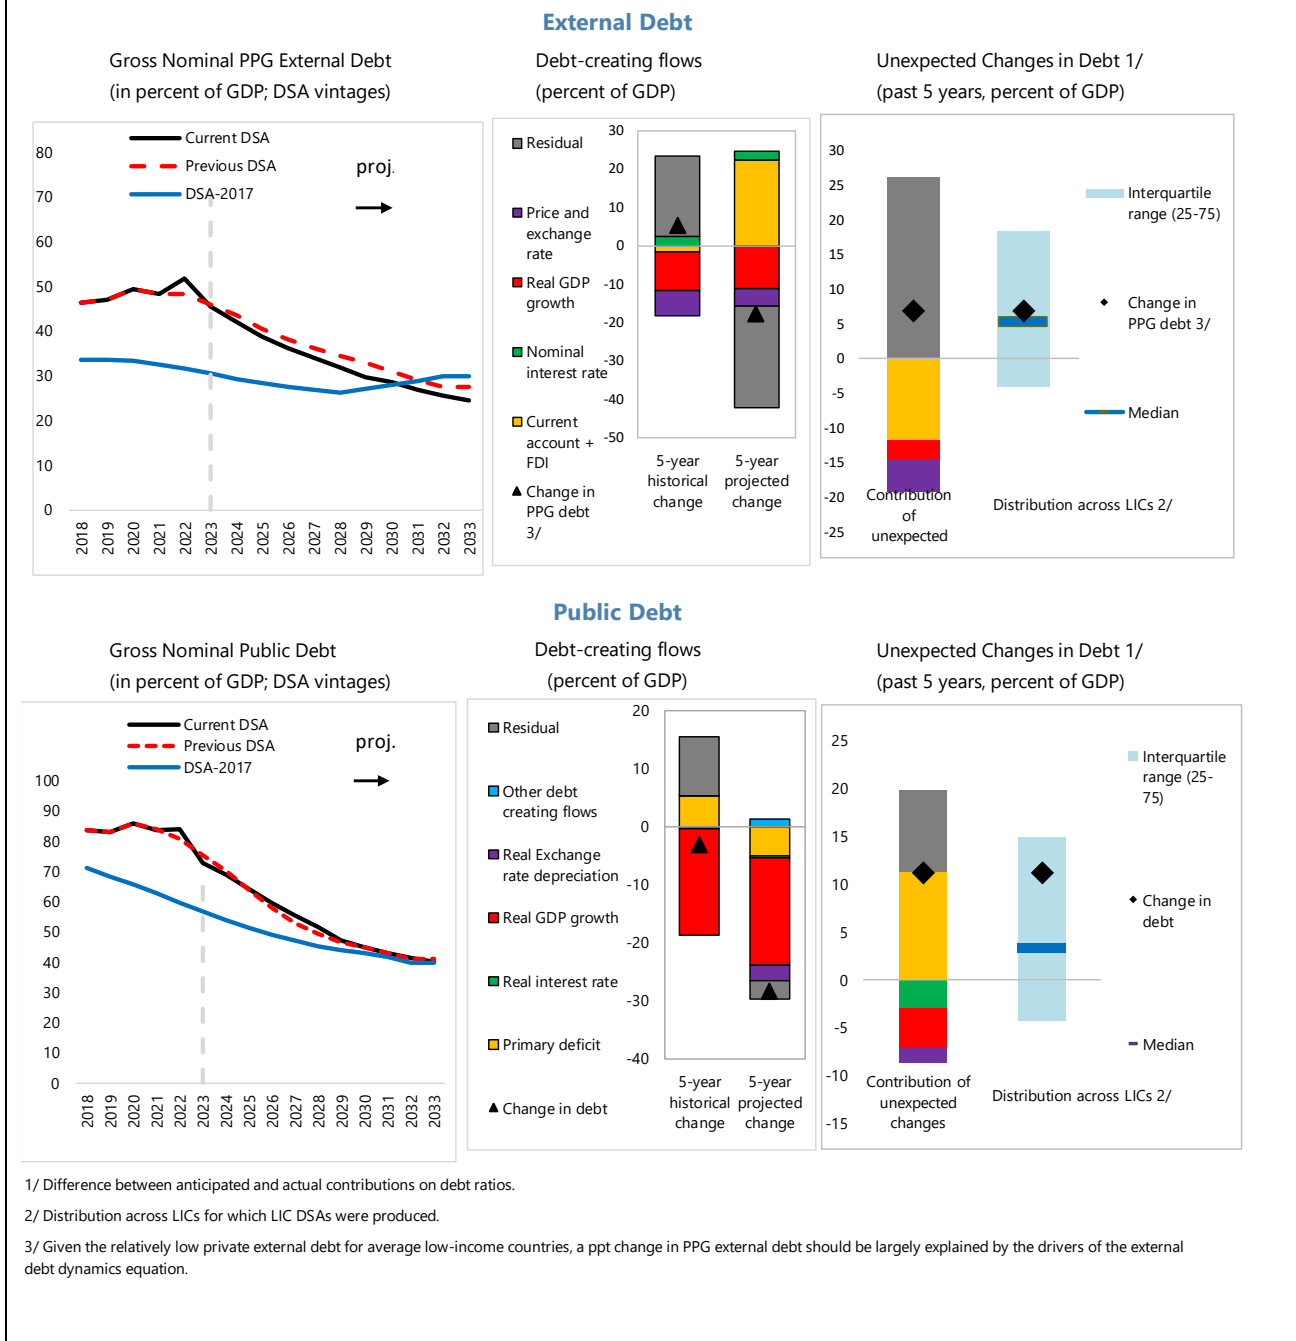 External Debt
Gross Nominal PPG External Debt
(in percent of GDP; DSA vintages)
Current DSA
Previous DSA
DSA-2017
proj.
80
70
60
50
40
30
20
10
0
2018
2019
2020
2021
2022
2023
2024
2025
2026
2027
2028
2029
2030
2031
2032
2033
Debt-creating flows
(percent of GDP)
Residual
Price and
exchange
rate
Real GDP
growth
Nominal
interest rate
Current
account +
FDI
Change in
PPG debt
3/
30
20
10
0
-10
-20
-30
-40
-50
5-year
historical
change
5-year
projected
change
Unexpected Changes in Debt 1/
(past 5 years, percent of GDP)
30
25
20
15
10
5
0
-5
-10
-15
-20
-25
Contribution
of
unexpected
Distribution across LICs 2/
Interquartile
range (25-75)
Change in
PPG debt 3/
Median
Public Debt
Gross Nominal Public Debt
(in percent of GDP; DSA vintages)
Current DSA
Previous DSA
DSA-2017
proj.
100
90
80
70
60
50
40
30
20
10
0
2018
2019
2020
2021
2022
2023
2024
2025
2026
2027
2028
2029
2030
2031
2032
2033
Debt-creating flows
(percent of GDP)
Residual
Other debt
creating flows
Real Exchange
rate depreciation
Real GDP growth
Real interest rate
Primary deficit
Change in debt
20
10
0
-10
-20
-30
-40
5-year
historical
change
5-year
projected
change
Unexpected Changes in Debt 1/
(past 5 years, percent of GDP)
25
20
15
10
5
0
-5
-10
-15
Contribution of
unexpected
changes
Distribution across LICs 2/
Interquartile
range (25-
75)
Change in
debt
Median
1/ Difference between anticipated and actual contributions on debt ratios.
2/ Distribution across LICs for which LIC DSAs were produced.
3/ Given the relatively low private external debt for average low-income countries, a ppt change in PPG external debt should be largely explained by the drivers of the external
debt dynamics equation.